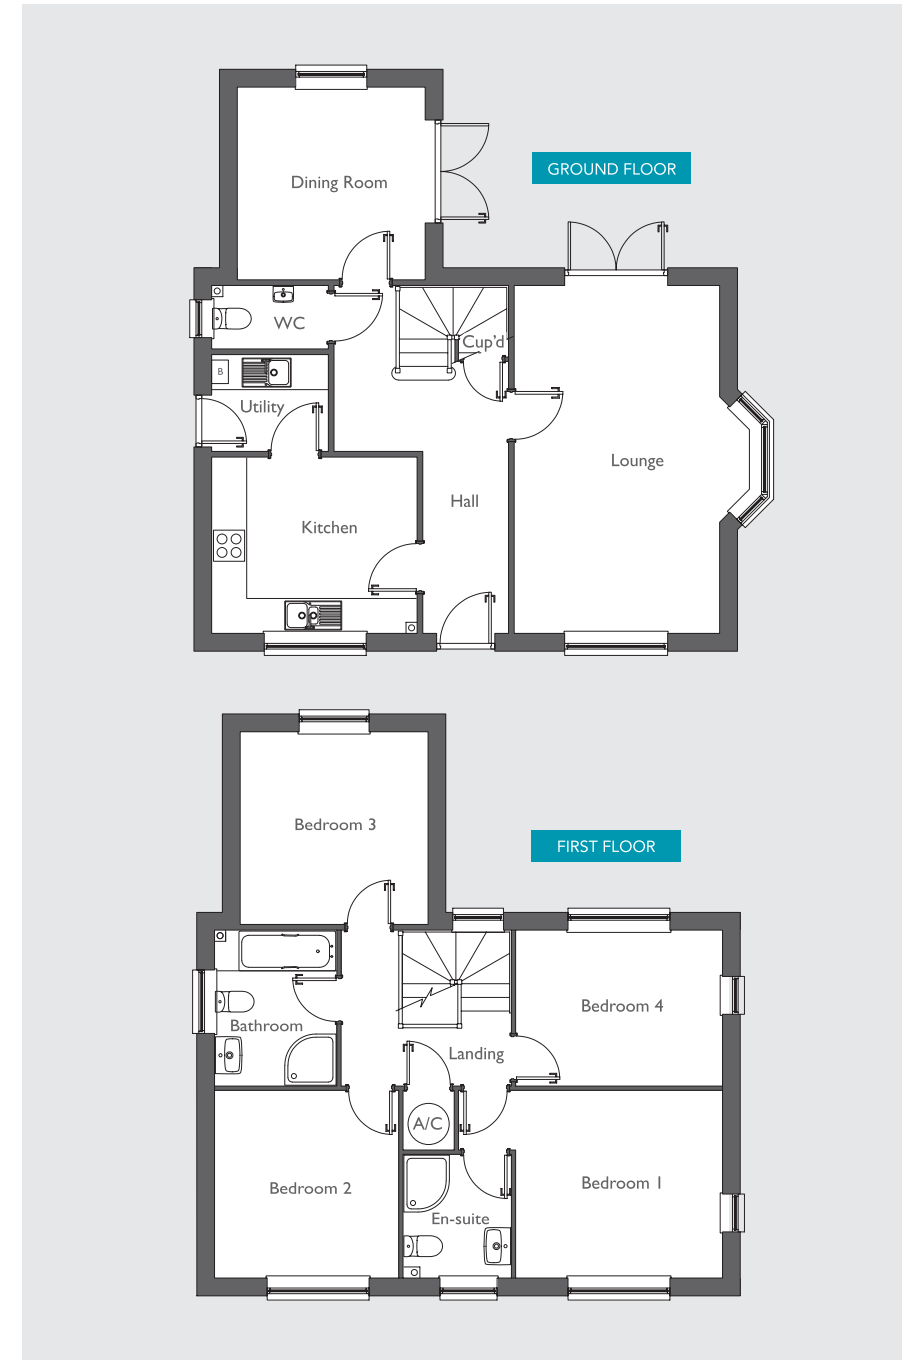 Dining Room
GROUND FLOOR
WC
Cup'd
B
Utility
Lounge
Hall
Kitchen
Bedroom 3
FIRST FLOOR
Bedroom 4
Bathroom
Landing
A/C
Bedroom 2
Bedroom 1
En-suite